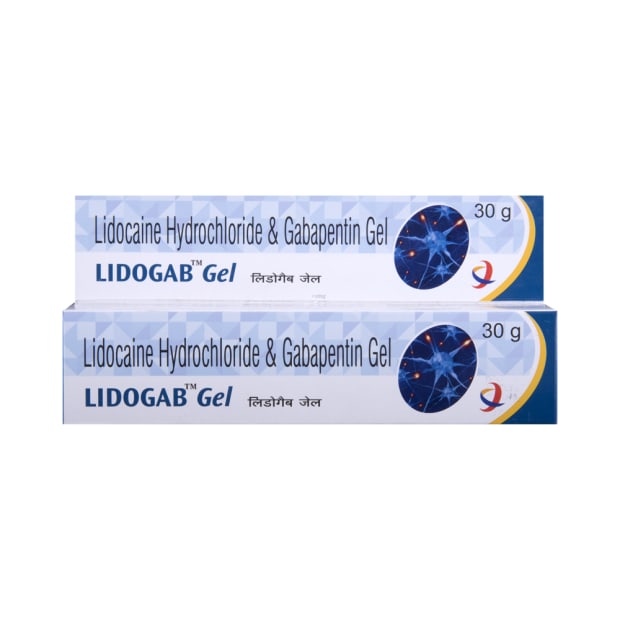 30 g
Lidocaine Hydrochloride & Gabapentin Gel
LIDOGAB™ Gel लिडोगैब जेल
30 g
Lidocaine Hydrochloride & Gabapentin Gel
LIDOGAB™ Gel लिडोगैब जेल